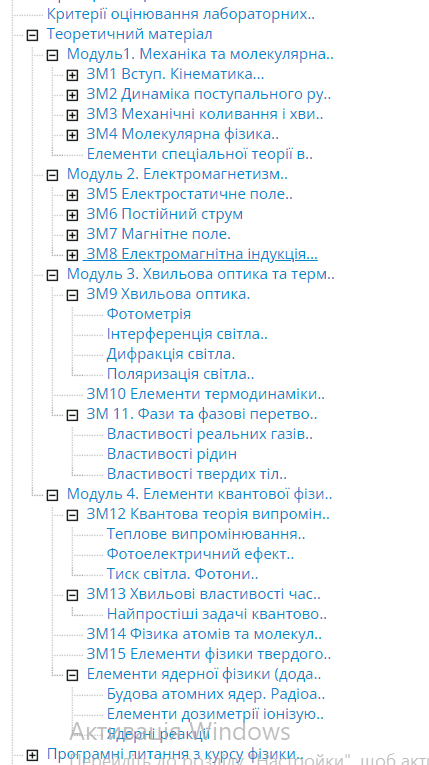 Критерії оцінювання лабораторних..
Теоретичний матеріал
Модуль1. Механіка та молекулярна..
ЗМ1 Вступ. Кінематика...
ЗМ2 Динаміка поступального ру..
ЗМ3 Механічні коливання і хви..
ЗМ4 Молекулярна фізика..
Елементи спеціальної теорії в..
Модуль 2. Електромагнетизм..
ЗМ5 Електростатичне поле..
ЗМ6 Постійний струм
ЗМ7 Магнітне поле.
ЗМ8 Електромагнітна індукція...
Модуль 3. Хвильова оптика та терм..
ЗМ9 Хвильова оптика.
Фотометрія
Інтерференція світла..
Дифракція світла.
Поляризація світла..
ЗМ10 Елементи термодинаміки..
ЗМ 11. Фази та фазові перетво..
Властивості реальних газів..
Властивості рідин
Властивості твердих тіл..
Модуль 4. Елементи квантової фізи..
ЗМ12 Квантова теорія випромін..
Теплове випромінювання..
Фотоелектричний ефект..
Тиск світла. Фотони..
ЗМ13 Хвильові властивості час..
Найпростіші задачі квантово..
ЗМ14 Фізика атомів та молекул..
ЗМ15 Елементи фізики твердого..
Елементи ядерної фізики (дода..
Будова атомних ядер. Радіоа..
Елементи дозиметрії іонізую..
Ядерні реакції
Активація Windows
Програмні питання з курсу фізики..
Перейдіть до розділу "Настройки", щоб акти